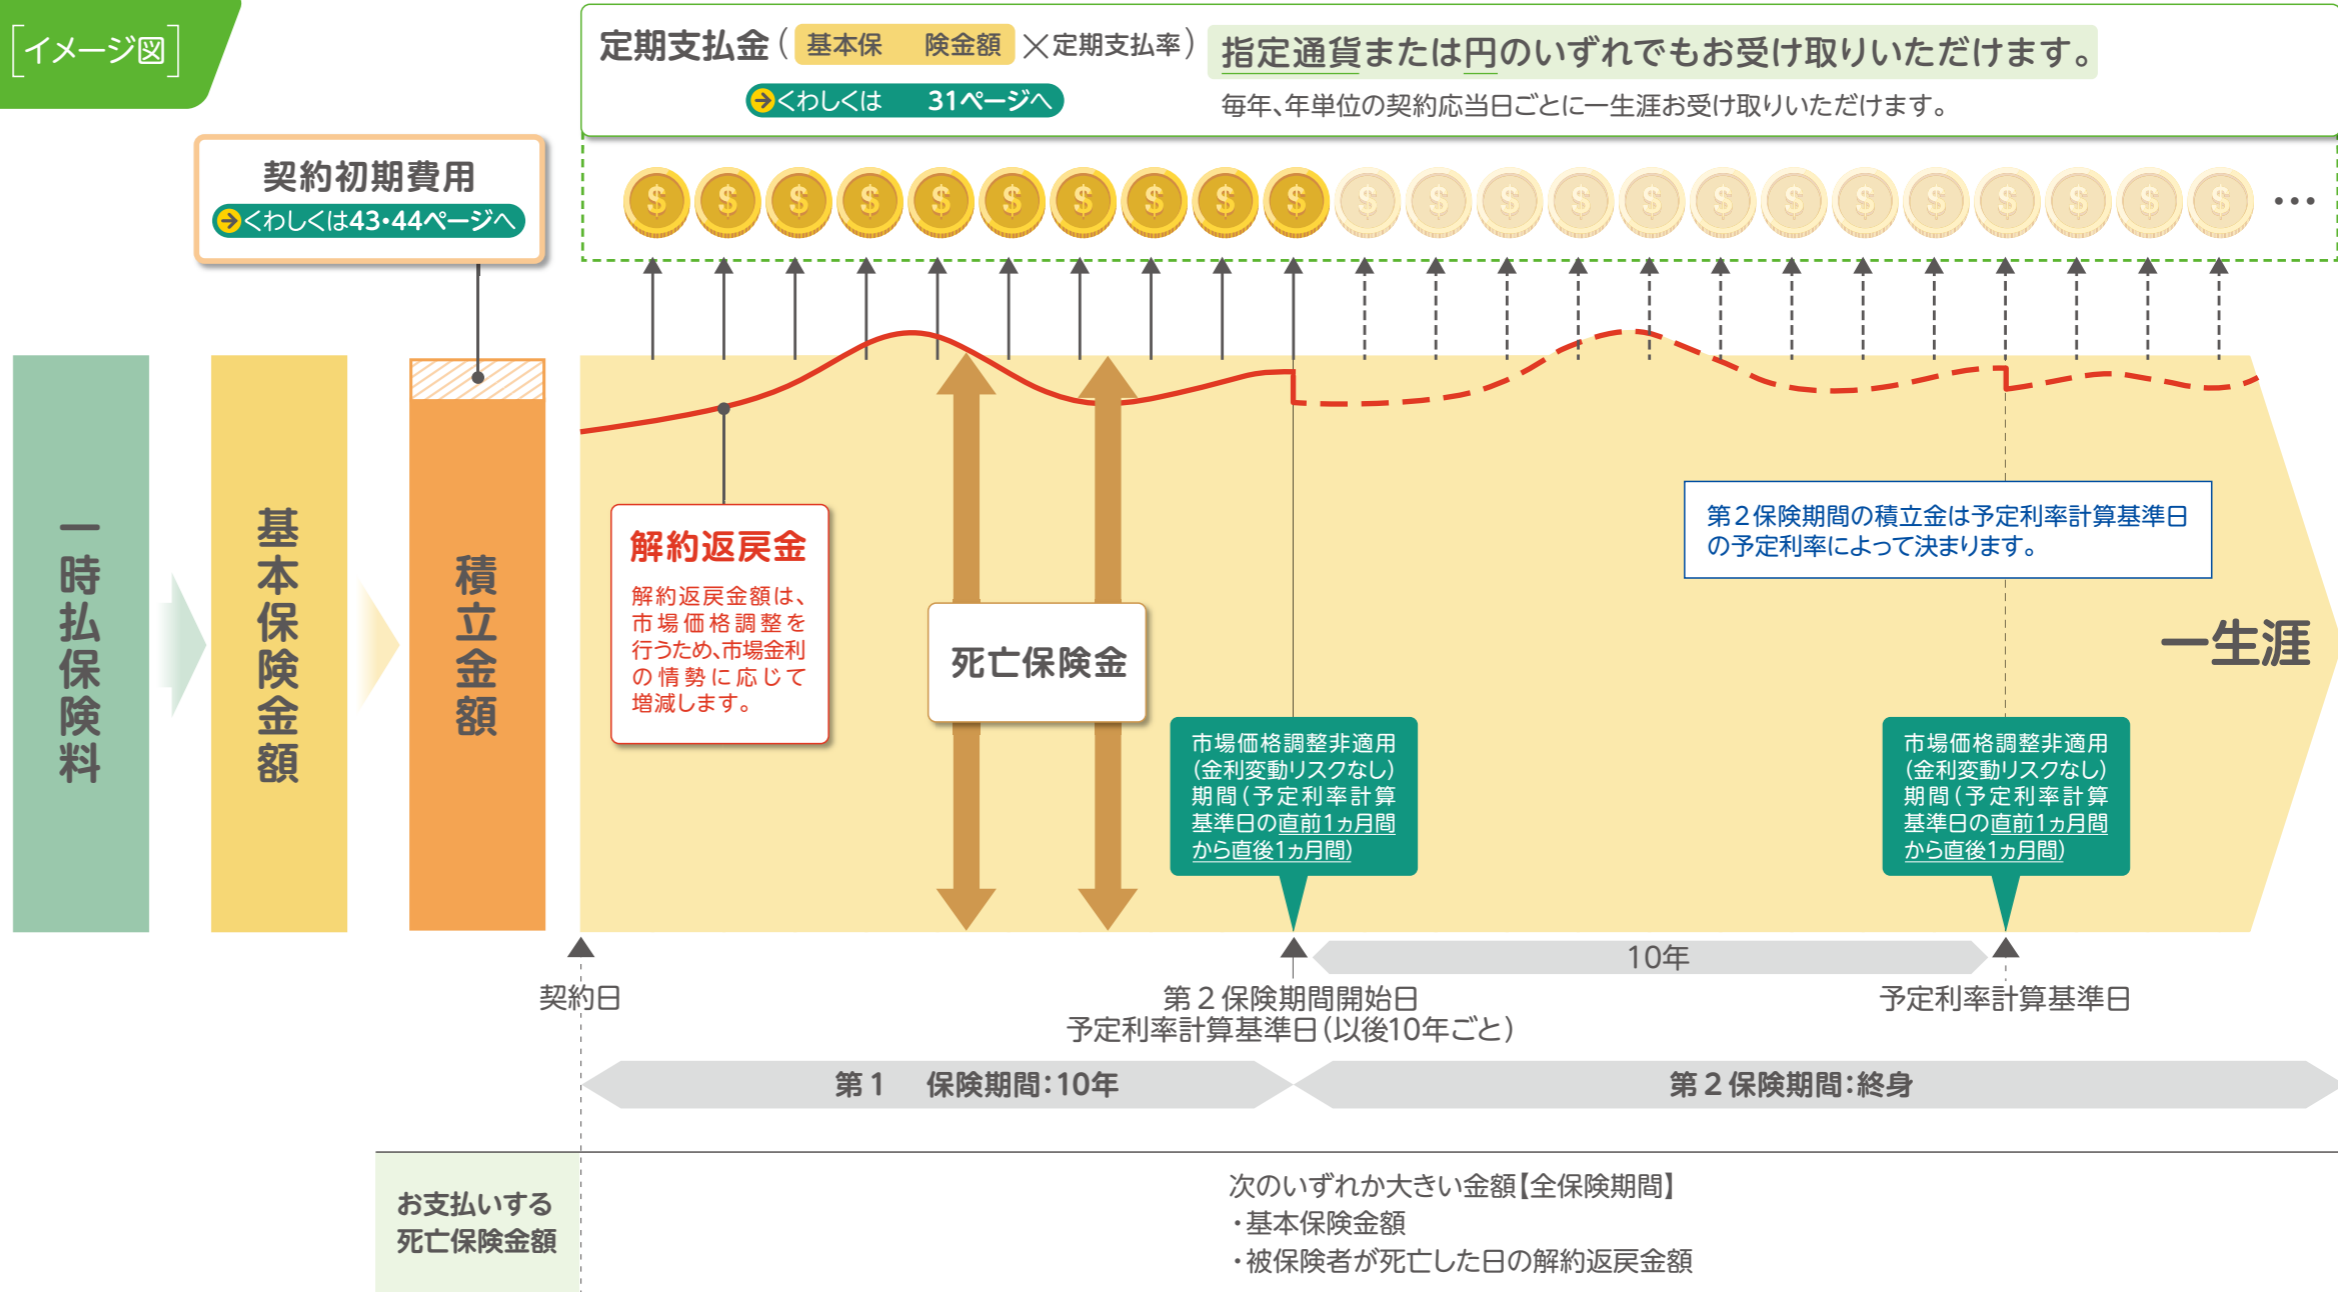 [イメージ図]
定期支払金(基本保 険金額×定期支払率)
くわしくは 31ページへ
指定通貨または円のいずれでもお受け取りいただけます。
毎年、年単位の契約応当日ごとに一生涯お受け取りいただけます。
契約初期費用
くわしくは43・44ページへ
$ $ $ $ $ $ $ $ $ $ $ $ $ $ $ $ $ $ $ $ $ $ $ …
一時払保険料
基本保険金額
積立金額
解約返戻金
解約返戻金額は、
市場価格調整を
行うため、市場金利
の情勢に応じて
増減します。
死亡保険金
第2保険期間の積立金は予定利率計算基準日
の予定利率によって決まります。
一生涯
市場価格調整非適用
(金利変動リスクなし)
期間(予定利率計算
基準日の直前1ヵ月間
から直後1ヵ月間)
市場価格調整非適用
(金利変動リスクなし)
期間(予定利率計算
基準日の直前1ヵ月間
から直後1ヵ月間)
10年
契約日
第2保険期間開始日
予定利率計算基準日(以後10年ごと)
予定利率計算基準日
第1 保険期間:10年
第2保険期間:終身
お支払いする
死亡保険金額
次のいずれか大きい金額【全保険期間】
・基本保険金額
・被保険者が死亡した日の解約返戻金額